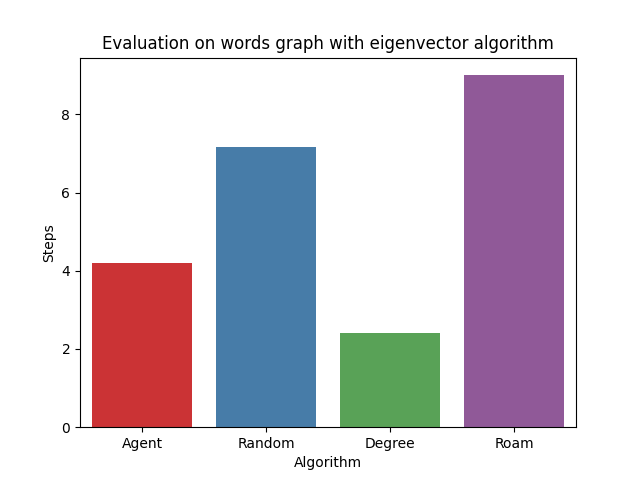 Evaluation on words graph with eigenvector algorithm
8
6
4
2
0
Steps
Agent Random Degree Roam
Algorithm